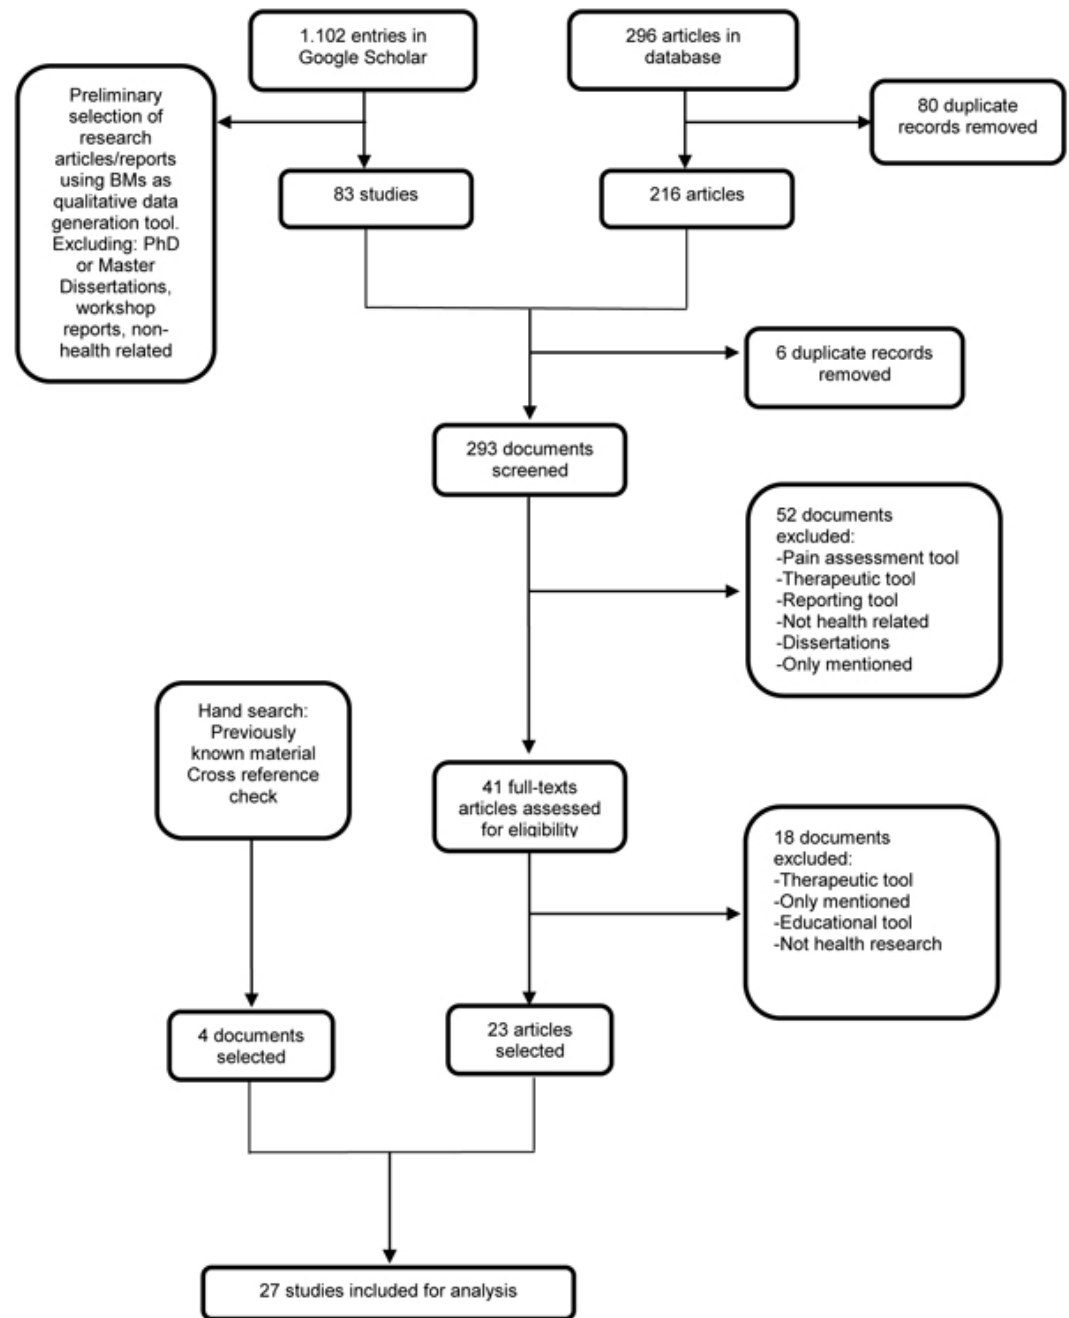 1.102 entries in
Google Scholar
296 articles in
database
Preliminary
selection of
research
articles/reports
using BMs as
qualitative data
generation tool.
Excluding: PhD
or Master
Dissertations,
workshop
reports, non-
health related
80 duplicate
records removed
83 studies
216 articles
6 duplicate records
removed
293 documents
screened
52 documents
excluded:
-Pain assessment tool
-Therapeutic tool
-Reporting tool
-Not health related
-Dissertations
-Only mentioned
Hand search:
Previously
known material
Cross reference
check
41 full-texts
articles assessed
for eligibility
18 documents
excluded:
-Therapeutic tool
-Only mentioned
-Educational tool
-Not health research
4 documents
selected
23 articles
selected
27 studies included for analysis